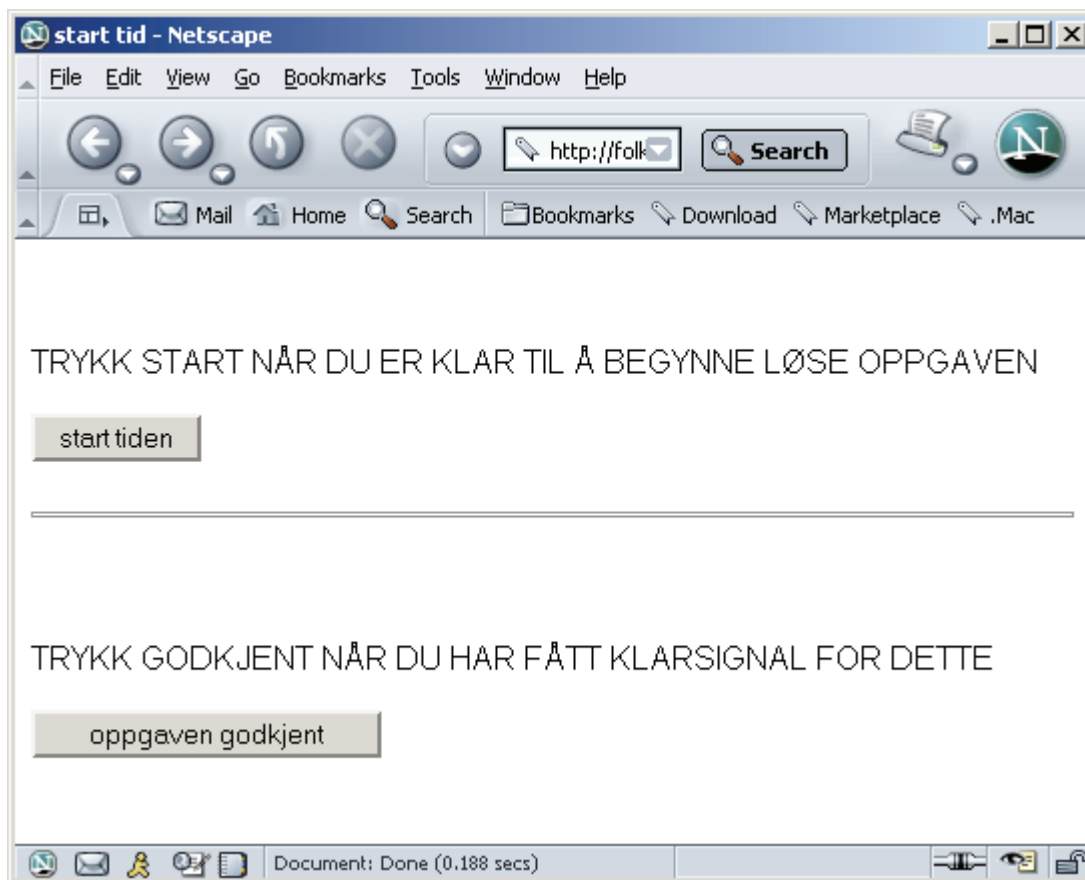 start tid - Netscape
File Edit View Go Bookmarks Tools Window Help
http://folk Search
Mail Home Search Bookmarks Download Marketplace .Mac
TRYKK START NÅR DU ER KLAR TIL Å BEGYNNE LØSE OPPGAVEN
start tiden
TRYKK GODKJENT NÅR DU HAR FÅTT KLARSIGNAL FOR DETTE
oppgaven godkjent
Document: Done (0.188 secs)